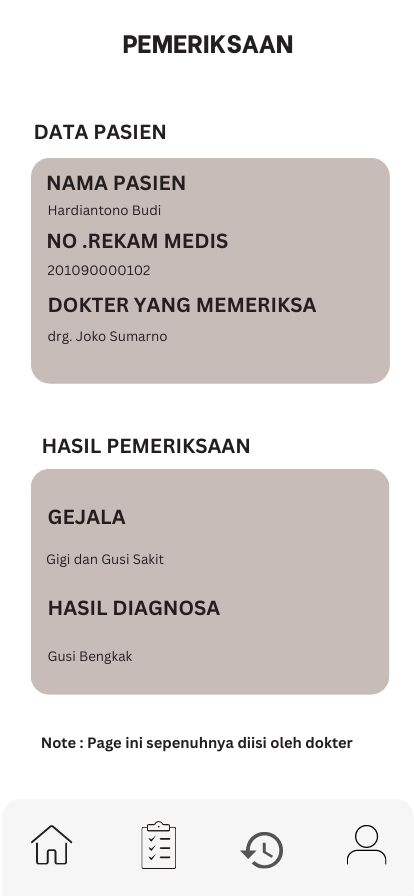 PEMERIKSAAN
DATA PASIEN
NAMA PASIEN
Hardiantono Budi
NO .REKAM MEDIS
201090000102
DOKTER YANG MEMERIKSA
drg. Joko Sumarno
HASIL PEMERIKSAAN
GEJALA
Gigi dan Gusi Sakit
HASIL DIAGNOSA
Gusi Bengkak
Note : Page ini sepenuhnya diisi oleh dokter